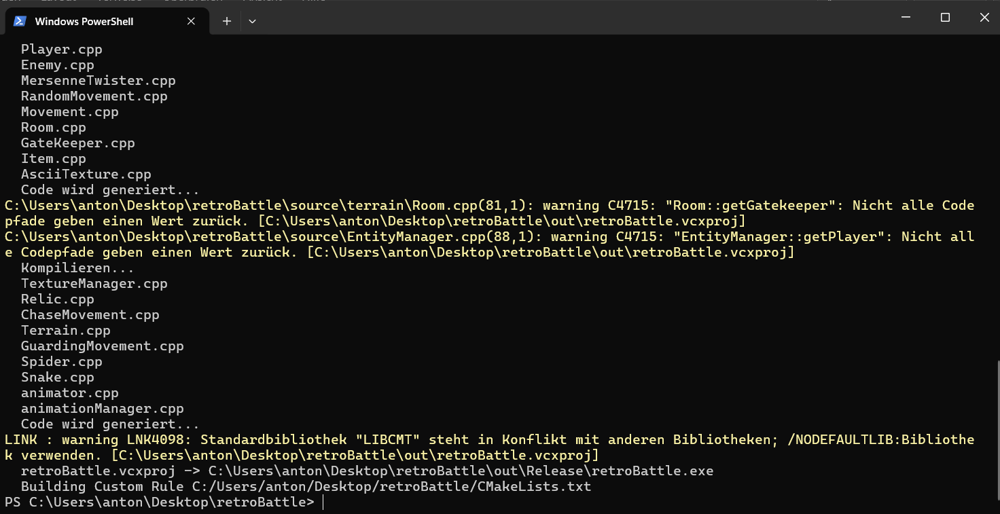 Windows PowerShell
Player.cpp
Enemy.cpp
MersenneTwister.cpp
RandomMovement.cpp
Movement.cpp
Room.cpp
GateKeeper.cpp
Item.cpp
AsciiTexture.cpp
Code wird generiert...
C:\Users\anton\Desktop\retroBattle\source\terrain\Room.cpp(81,1): warning C4715: "Room::getGatekeeper": Nicht alle Code
pfade geben einen Wert zurück. [C:\Users\anton\Desktop\retroBattle\out\retroBattle.vcxproj]
C:\Users\anton\Desktop\retroBattle\source\EntityManager.cpp(88,1): warning C4715: "EntityManager::getPlayer": Nicht all
e Codepfade geben einen Wert zurück. [C:\Users\anton\Desktop\retroBattle\out\retroBattle.vcxproj]
Kompilieren...
TextureManager.cpp
Relic.cpp
ChaseMovement.cpp
Terrain.cpp
GuardingMovement.cpp
Spider.cpp
Snake.cpp
animator.cpp
animationManager.cpp
Code wird generiert...
LINK : warning LNK4098: Standardbibliothek "LIBCMT" steht in Konflikt mit anderen Bibliotheken; /NODEFAULTLIB:Bibliothe
k verwenden. [C:\Users\anton\Desktop\retroBattle\out\retroBattle.vcxproj]
retroBattle.vcxproj -> C:\Users\anton\Desktop\retroBattle\out\Release\retroBattle.exe
Building Custom Rule C:/Users/anton/Desktop/retroBattle/CMakeLists.txt
PS C:\Users\anton\Desktop\retroBattle>